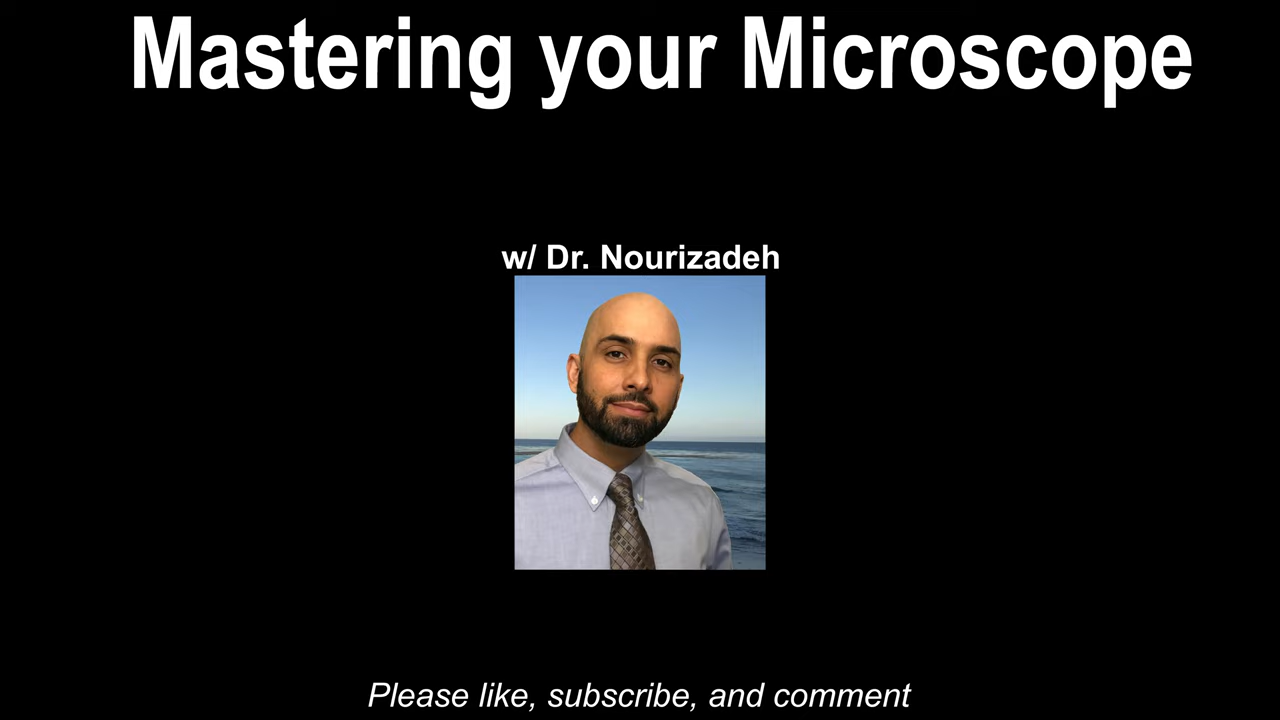 Mastering your Microscope
w/ Dr. Nourizadeh
Please like, subscribe, and comment